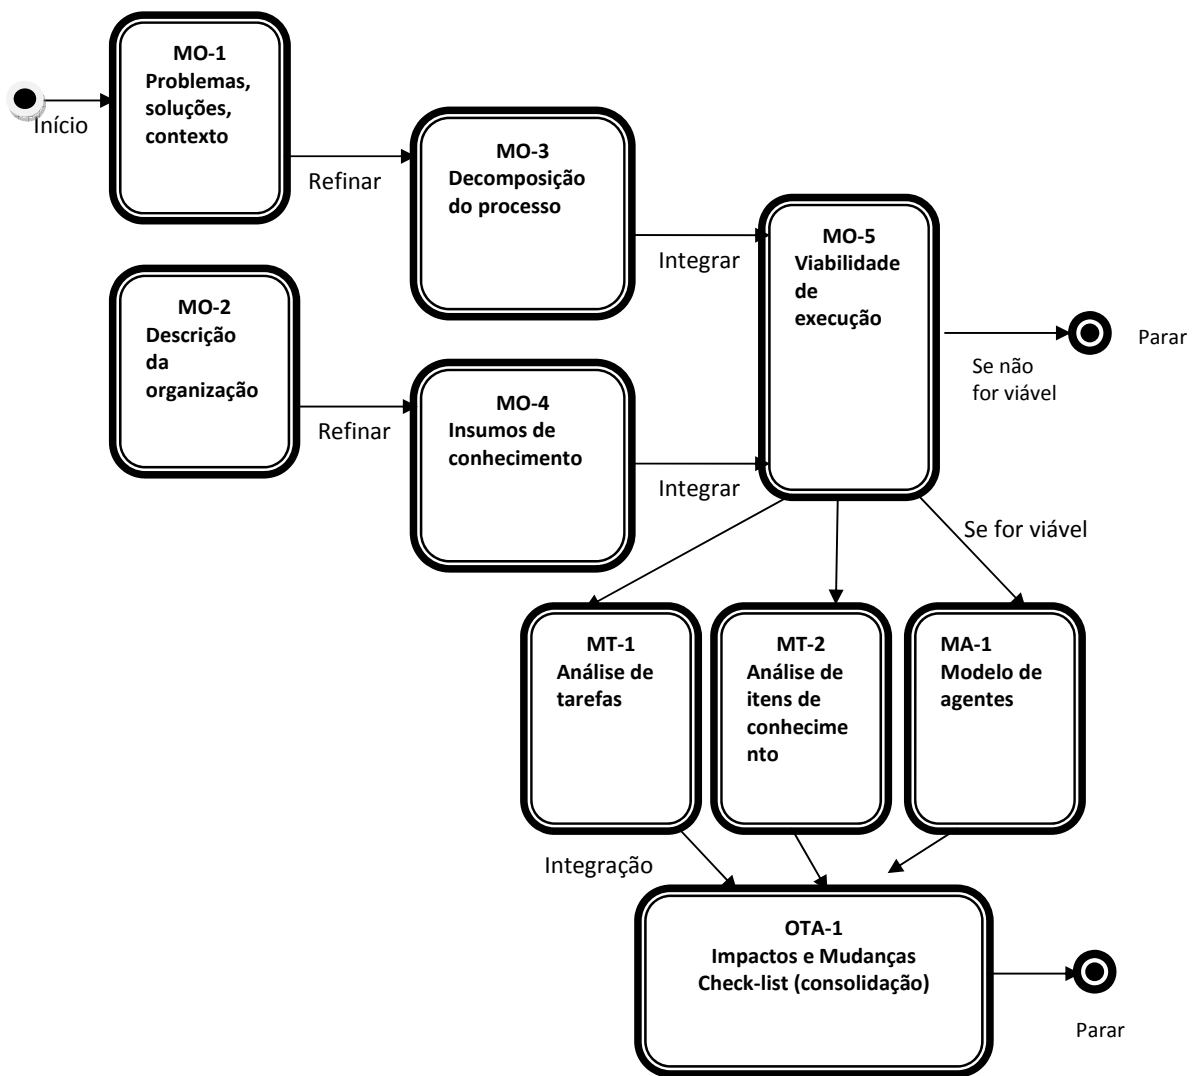 MO-1
Problemas,
soluções,
contexto
Início
Refinar
MO-3
Decomposição
do processo
Integrar
MO-5
Viabilidade
de
execução
MO-2
Descrição
da
organização
Refinar
MO-4
Insumos de
conhecimento
Integrar
Se não
for viável
Parar
Se for viável
MT-1
Análise de
tarefas
MT-2
Análise de
itens de
conhecime
nto
MA-1
Modelo de
agentes
Integração
OTA-1
Impactos e Mudanças
Check-list (consolidação)
Parar